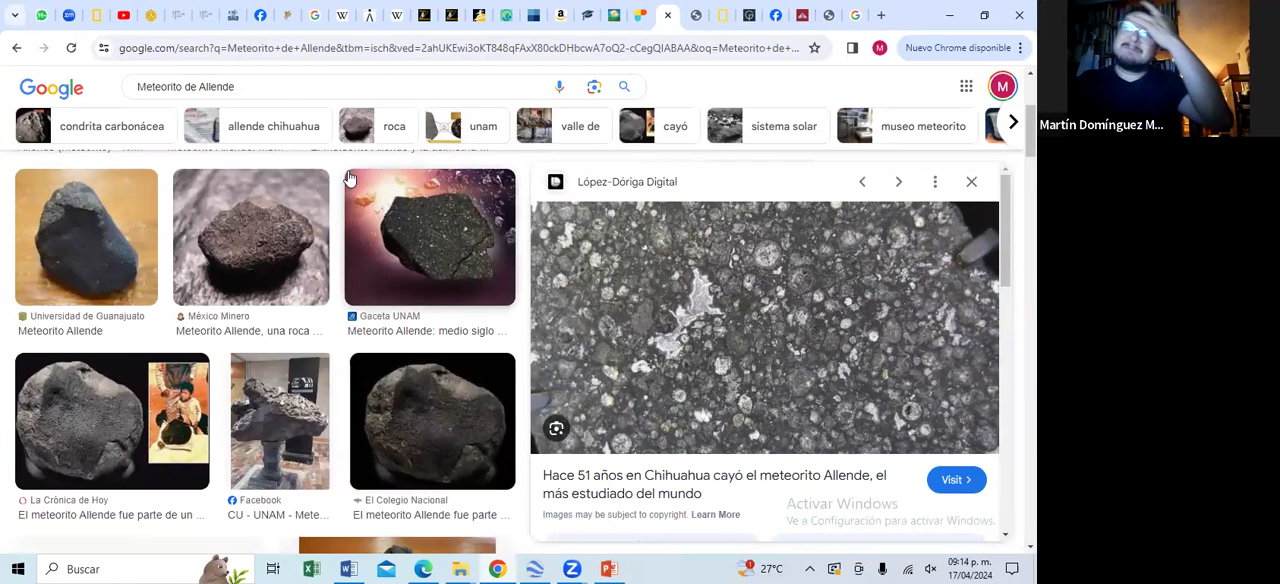 google.com/search?q=Meteorito+de+Allende&tbm=isch&ved=2ahUKEwi3oKT848qFAxX80ckDHbcwA7oQ2-cCegQIABAA&oq=Meteorito+de+...
M
Nuevo Chrome disponible
Google
Meteorito de Allende
M
condrita carbonácea
allende chihuahua
roca
unam
valle de
cayó
sistema solar
museo meteorito
Martín Domínguez M...
López-Dóriga Digital
Universidad de Guanajuato
Meteorito Allende
México Minero
Meteorito Allende, una roca ...
Gaceta UNAM
Meteorito Allende: medio siglo ...
La Crónica de Hoy
El meteorito Allende fue parte de un ...
Facebook
CU - UNAM - Mete...
El Colegio Nacional
El meteorito Allende fue parte ...
Hace 51 años en Chihuahua cayó el meteorito Allende, el
más estudiado del mundo
Visit
Images may be subject to copyright. Learn More
Activar Windows
Ve a Configuración para activar Windows.
Buscar
27°C
09:14 p. m.
17/04/2024